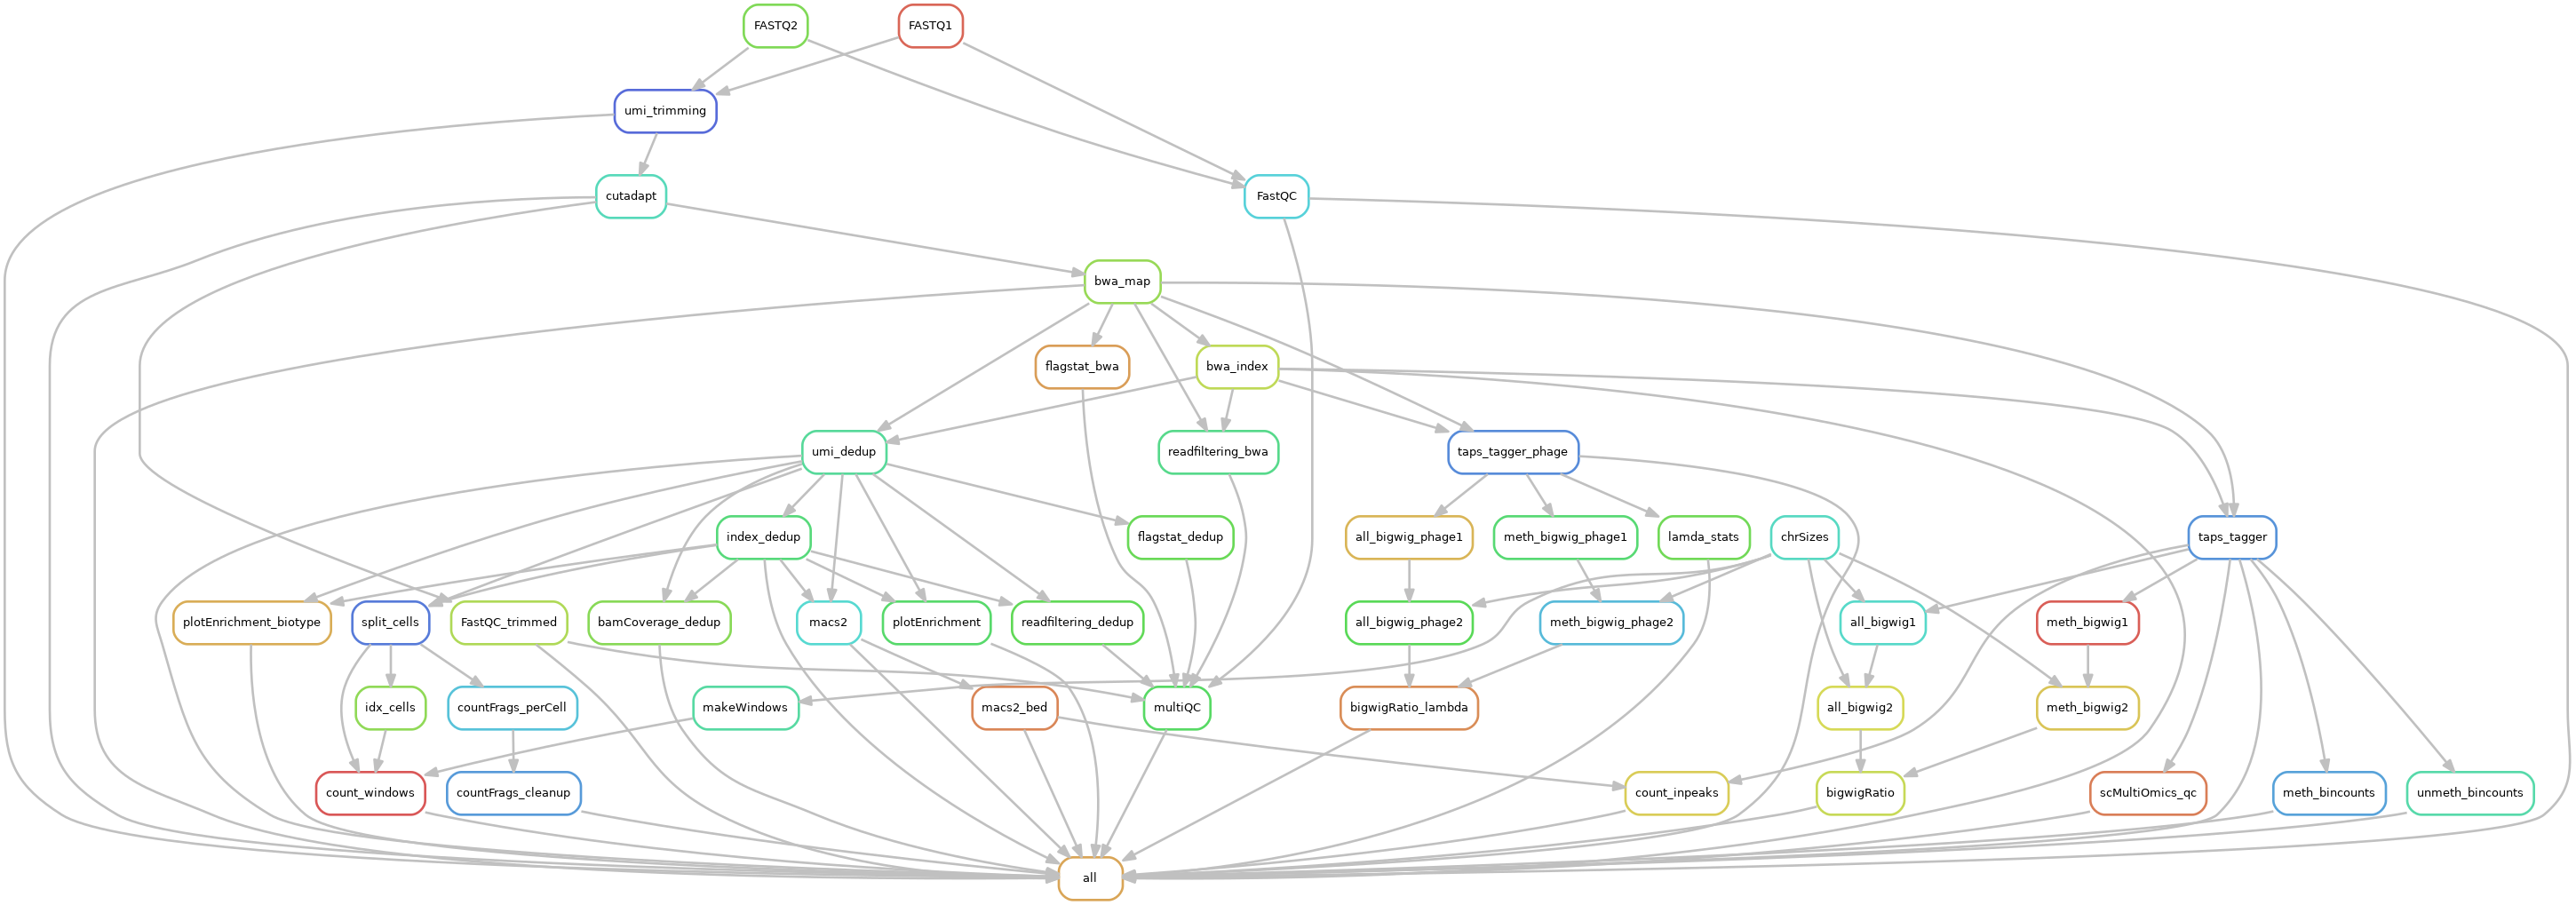 FASTQ2
FASTQ1
umi_trimming
cutadapt
FastQC
bwa_map
flagstat_bwa
bwa_index
umi_dedup
readfiltering_bwa
taps_tagger_phage
index_dedup
flagstat_dedup
all_bigwig_phage1
meth_bigwig_phage1
lamda_stats
chrSizes
taps_tagger
plotEnrichment_biotype
split_cells
FastQC_trimmed
bamCoverage_dedup
macs2
plotEnrichment
readfiltering_dedup
all_bigwig_phage2
meth_bigwig_phage2
all_bigwig1
meth_bigwig1
idx_cells
countFrags_perCell
makeWindows
macs2_bed
multiQC
bigwigRatio_lambda
all_bigwig2
meth_bigwig2
count_windows
countFrags_cleanup
count_inpeaks
bigwigRatio
scMultiOmics_qc
meth_bincounts
unmeth_bincounts
all